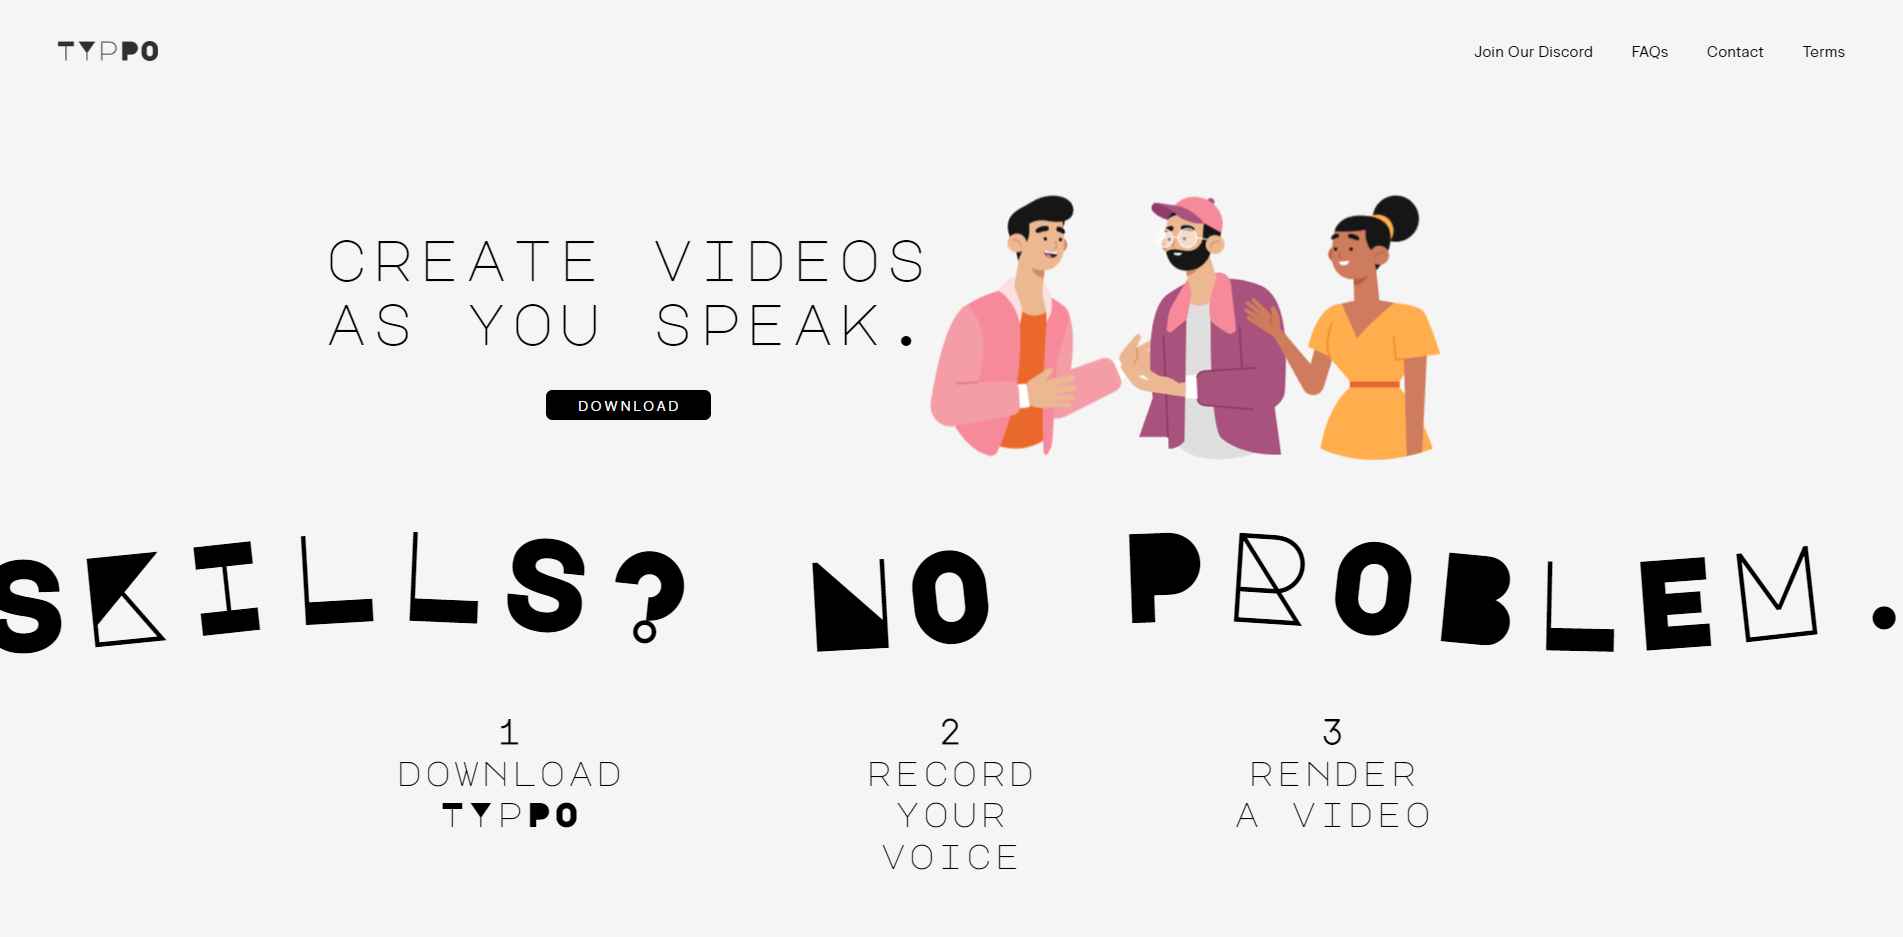 TYPPO
Join Our Discord
FAQs
Contact
Terms
CREATE VIDEOS
AS YOU SPEAK.
DOWNLOAD
SKILLS? NO PROBLEM.
1
DOWNLOAD
TYPPO
2
RECORD
YOUR
VOICE
3
RENDER
A VIDEO